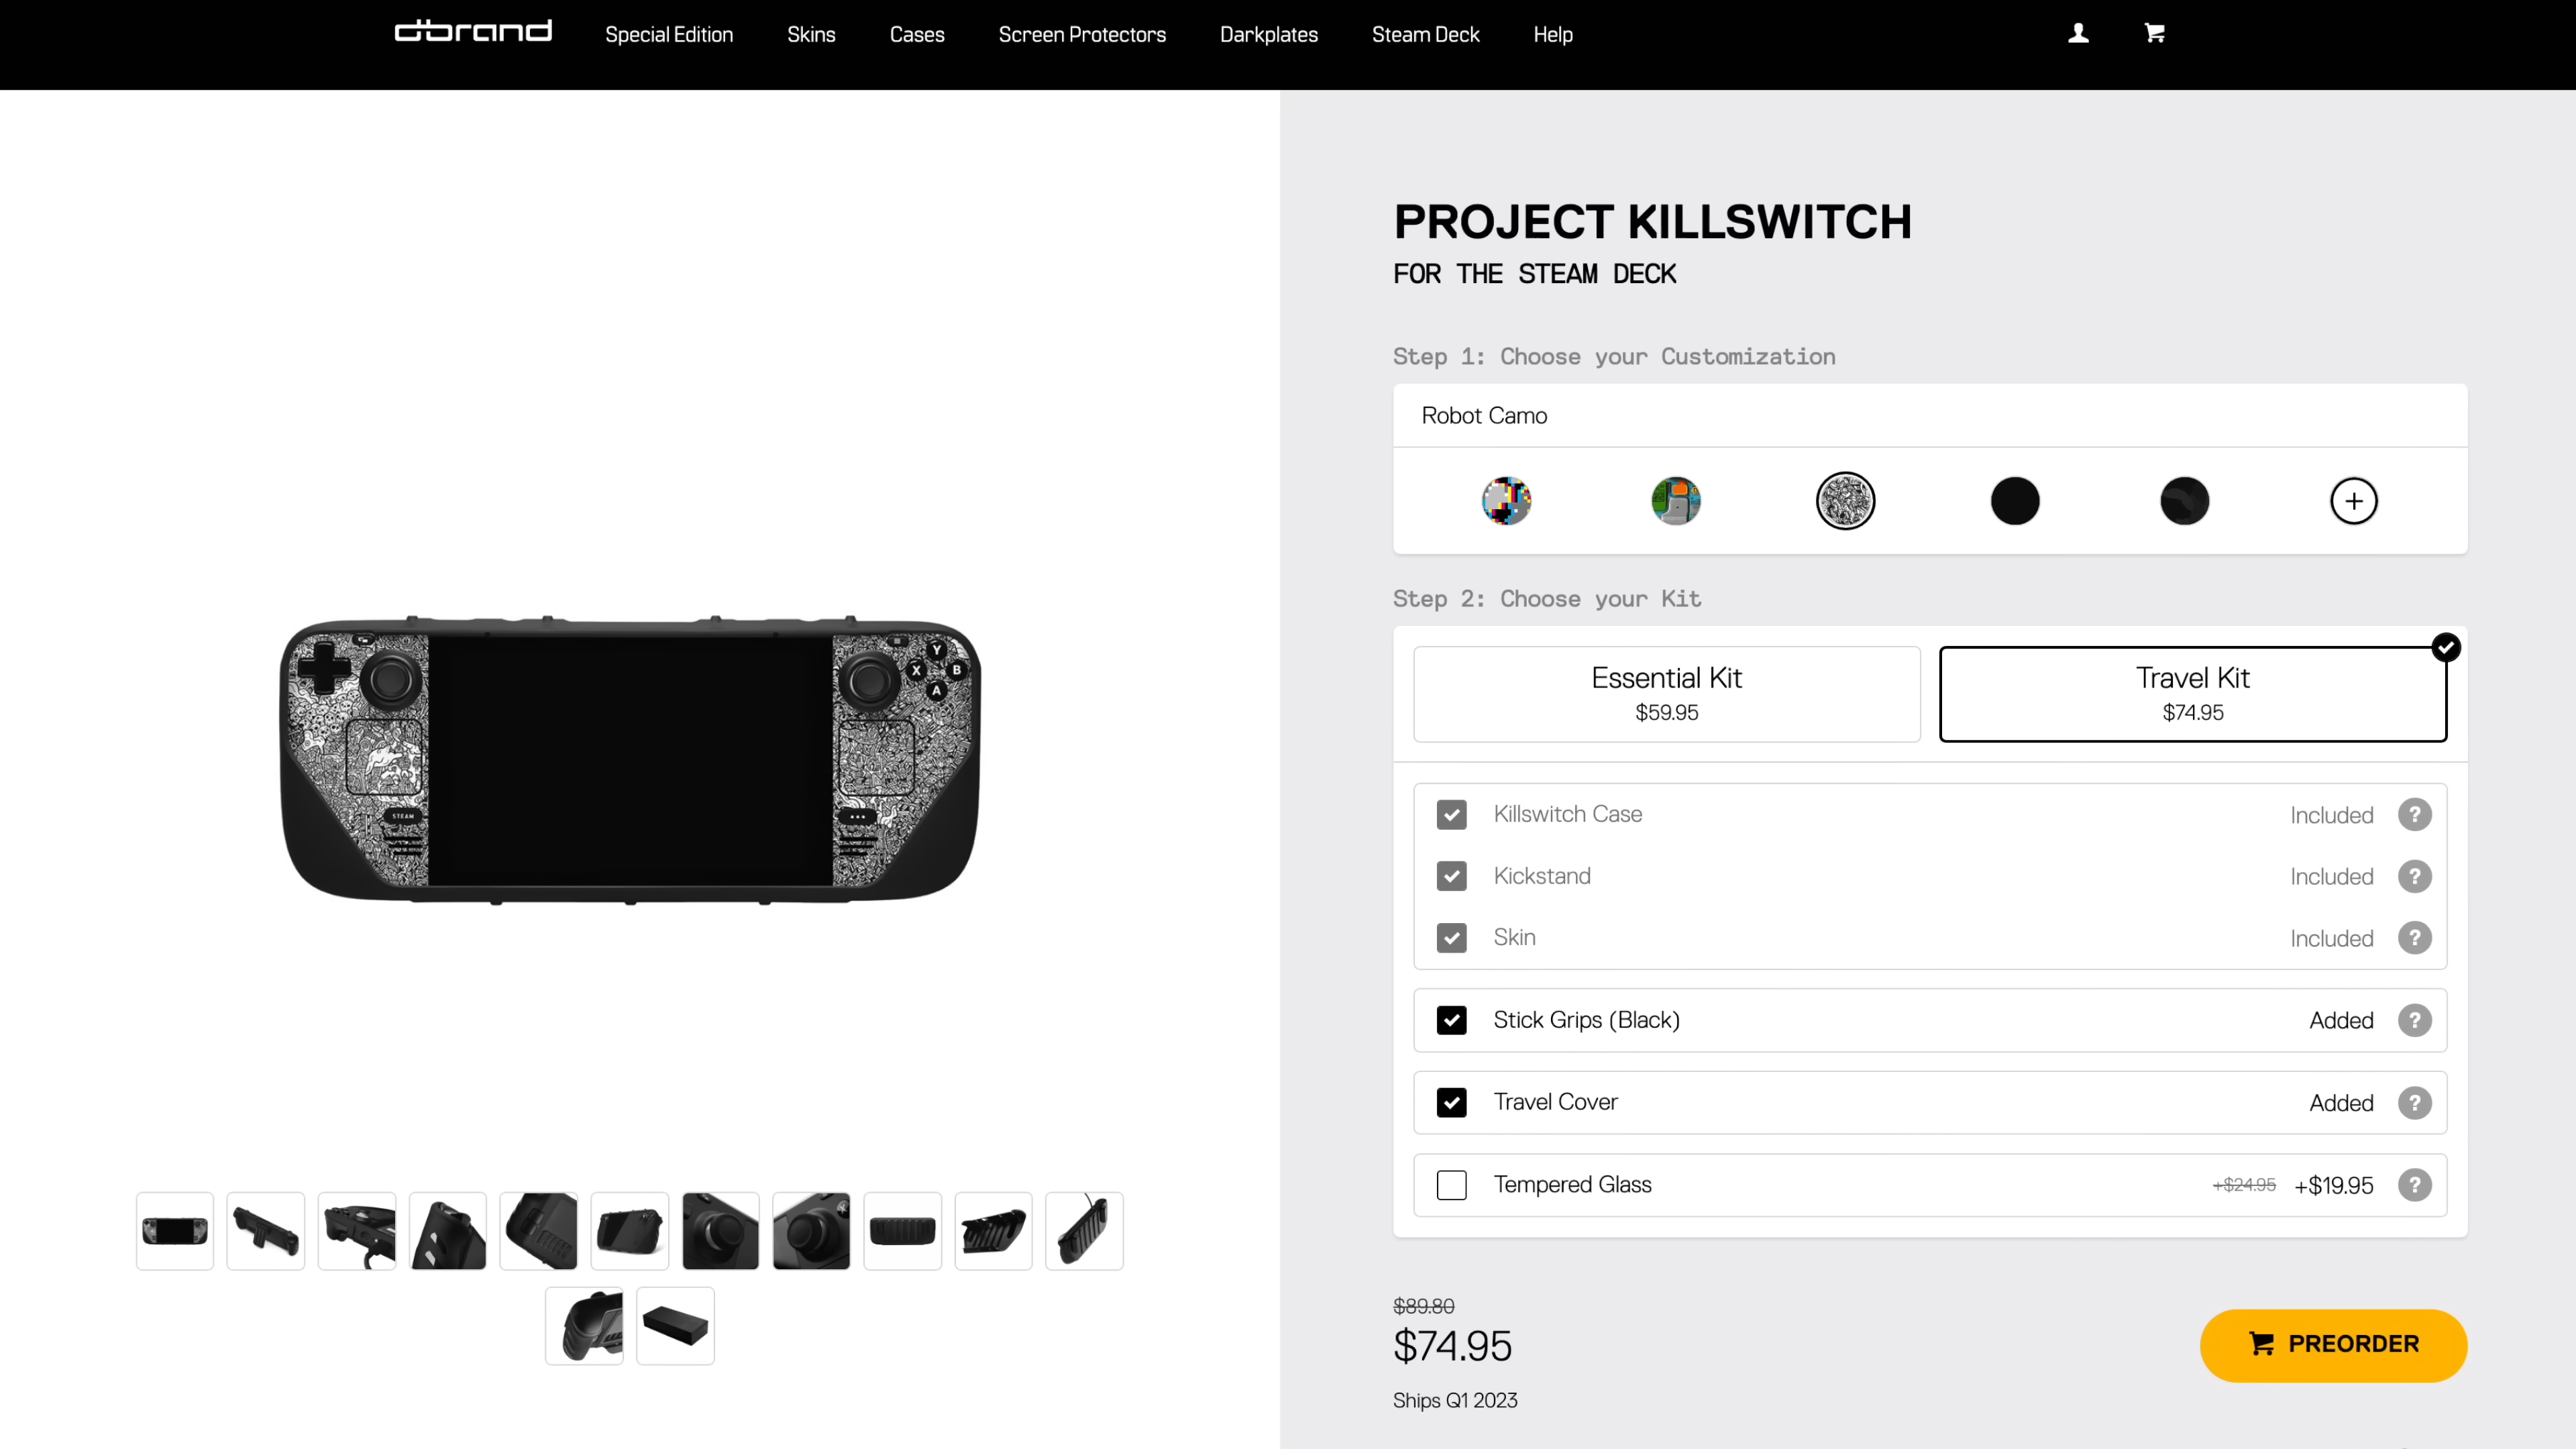 dbrand
Special Edition
Skins
Cases
Screen Protectors
Darkplates
Steam Deck
Help
Y
X
B
A
STEAM
PROJECT KILLSWITCH
FOR THE STEAM DECK
Step 1: Choose your Customization
Robot Camo
Step 2: Choose your Kit
Essential Kit
$59.95
Travel Kit
$74.95
Killswitch Case Included ?
Kickstand Included ?
Skin Included ?
Stick Grips (Black) Added ?
Travel Cover Added ?
Tempered Glass +$24.95 +$19.95 ?
$89.80
$74.95
PREORDER
Ships Q1 2023